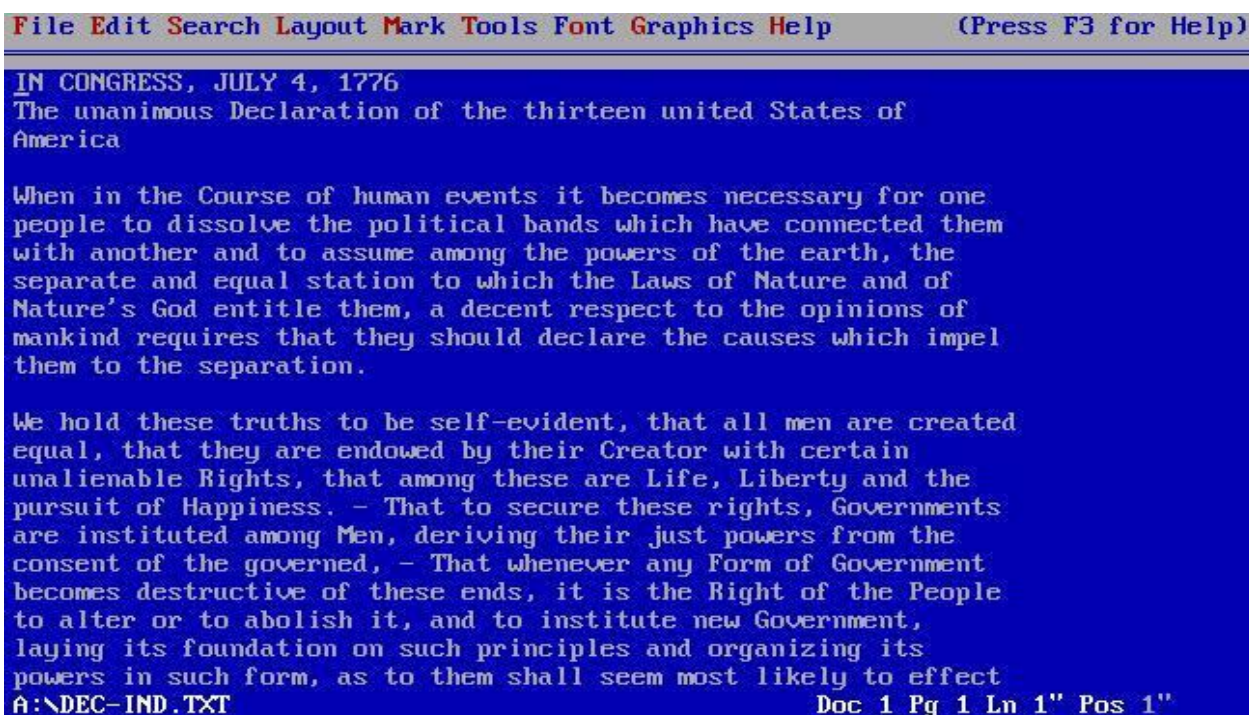 File Edit Search Layout Mark Tools Font Graphics Help (Press F3 for Help)
IN CONGRESS, JULY 4, 1776
The unanimous Declaration of the thirteen united States of
America
When in the Course of human events it becomes necessary for one
people to dissolve the political bands which have connected them
with another and to assume among the powers of the earth, the
separate and equal station to which the Laws of Nature and of
Nature's God entitle them, a decent respect to the opinions of
mankind requires that they should declare the causes which impel
them to the separation.
We hold these truths to be self-evident, that all men are created
equal, that they are endowed by their Creator with certain
unalienable Rights, that among these are Life, Liberty and the
pursuit of Happiness. - That to secure these rights, Governments
are instituted among Men, deriving their just powers from the
consent of the governed, - That whenever any Form of Government
becomes destructive of these ends, it is the Right of the People
to alter or to abolish it, and to institute new Government,
laying its foundation on such principles and organizing its
powers in such form, as to them shall seem most likely to effect
A:\DEC-IND.TXT Doc 1 Pg 1 Ln 1" Pos 1"